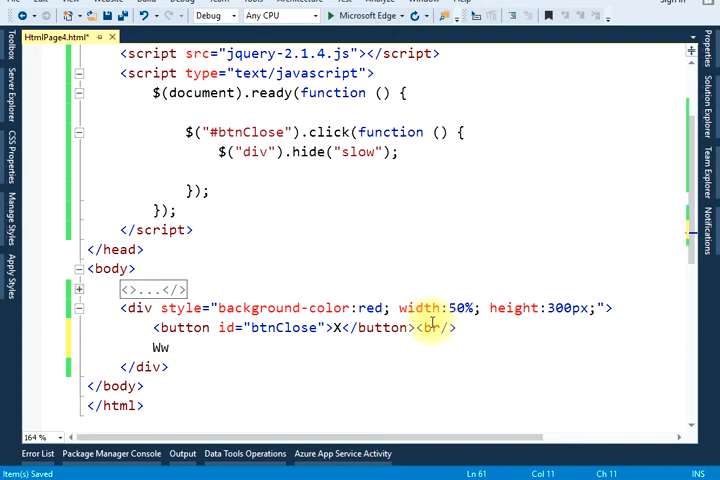 Debug
Any CPU
Microsoft Edge
HtmlPage4.html*
Toolbox
Server Explorer
CSS Properties
Manage Styles
Apply Styles
<script src="jquery-2.1.4.js"></script>
<script type="text/javascript">
$(document).ready(function () {
$("#btnClose").click(function () {
$("div").hide("slow");
});
});
</script>
</head>
<body>
<>...</>
<div style="background-color:red; width:50%; height:300px;">
<button id="btnClose">X</button><br/>
Ww
</div>
</body>
</html>
Properties
Solution Explorer
Team Explorer
Notifications
164 %
Error List
Package Manager Console
Output
Data Tools Operations
Azure App Service Activity
Item(s) Saved
Ln 61
Col 11
Ch 11